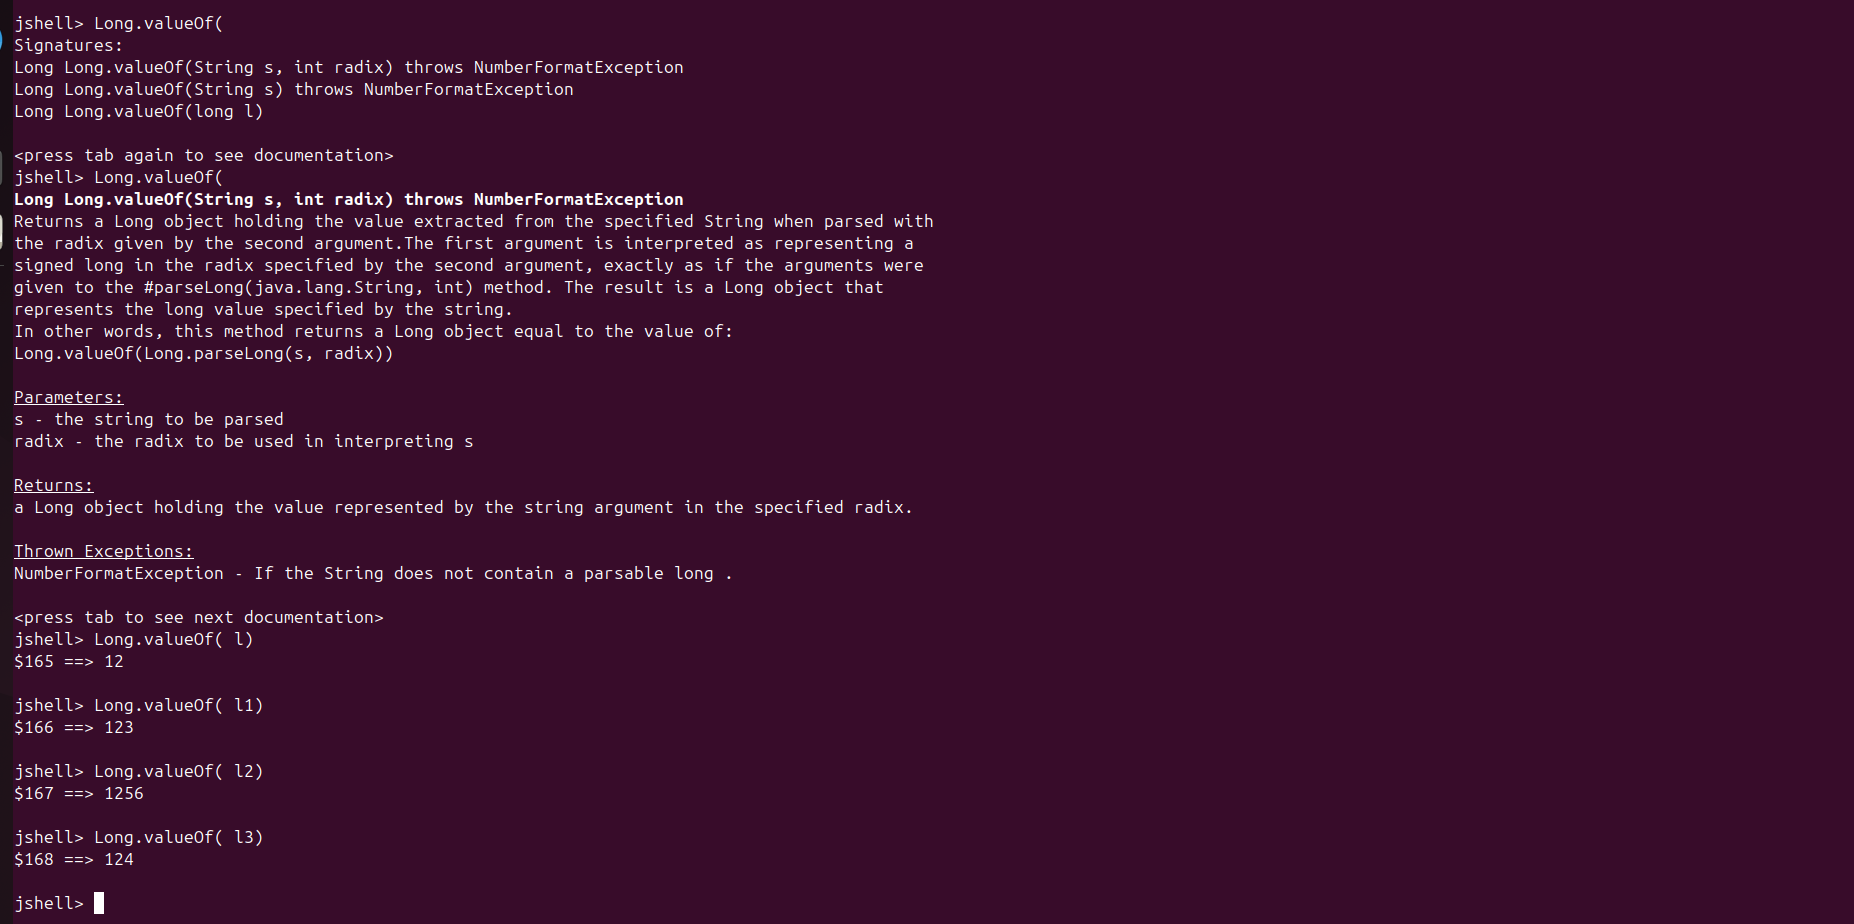 jshell> Long.valueOf(
Signatures:
Long Long.valueOf(String s, int radix) throws NumberFormatException
Long Long.valueOf(String s) throws NumberFormatException
Long Long.valueOf(long l)
<press tab again to see documentation>
jshell> Long.valueOf(
Long Long.valueOf(String s, int radix) throws NumberFormatException
Returns a Long object holding the value extracted from the specified String when parsed with
the radix given by the second argument.The first argument is interpreted as representing a
signed long in the radix specified by the second argument, exactly as if the arguments were
given to the #parseLong(java.lang.String, int) method. The result is a Long object that
represents the long value specified by the string.
In other words, this method returns a Long object equal to the value of:
Long.valueOf(Long.parseLong(s, radix))
Parameters:
s - the string to be parsed
radix - the radix to be used in interpreting s
Returns:
a Long object holding the value represented by the string argument in the specified radix.
Thrown Exceptions:
NumberFormatException - If the String does not contain a parsable long .
<press tab to see next documentation>
jshell> Long.valueOf( l)
$165 ==> 12
jshell> Long.valueOf( l1)
$166 ==> 123
jshell> Long.valueOf( l2)
$167 ==> 1256
jshell> Long.valueOf( l3)
$168 ==> 124
jshell>